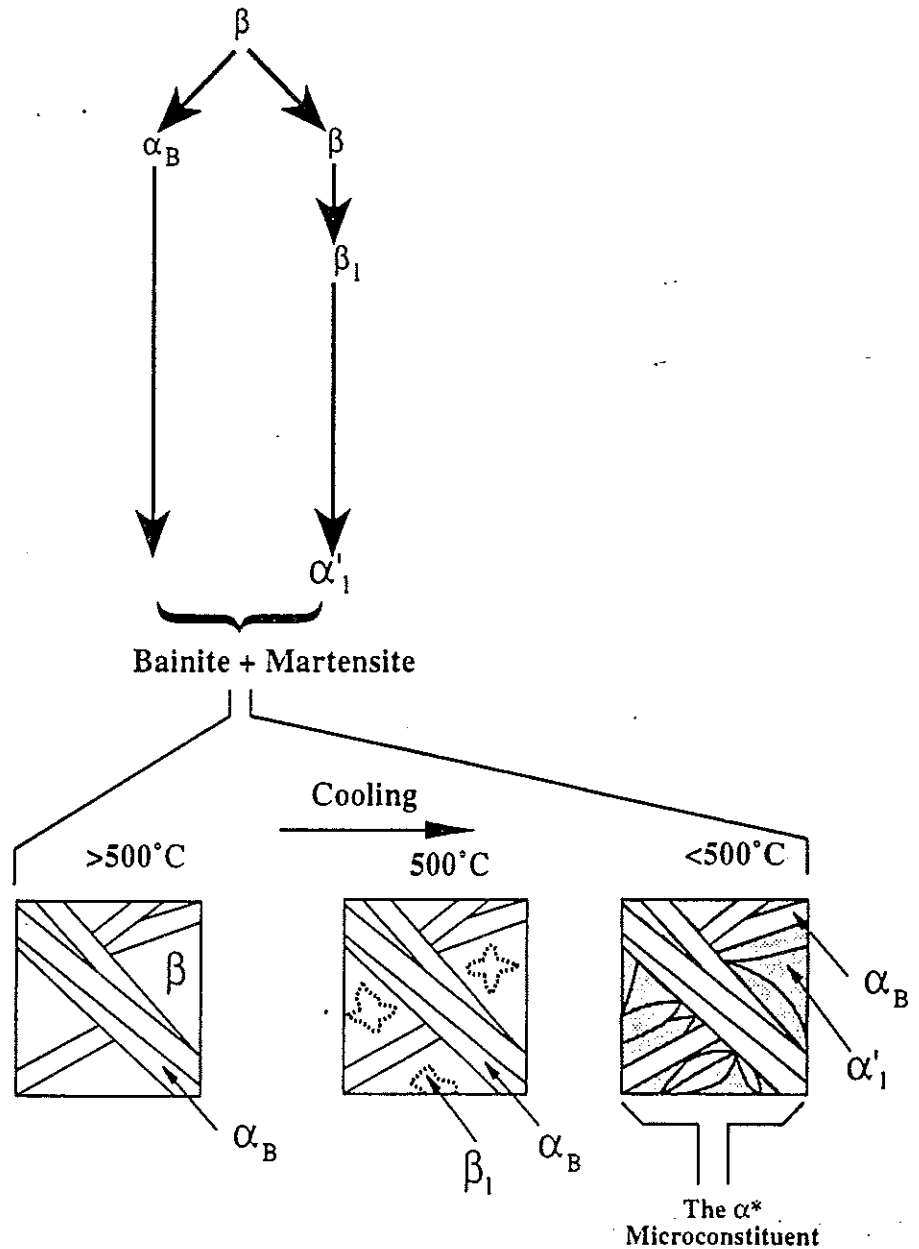 β
α_B β
β_1
α'_1
Bainite + Martensite
Cooling
>500°C 500°C <500°C
β
α_B
α'_1
α_B
β_1
α_B
The α*
Microconstituent